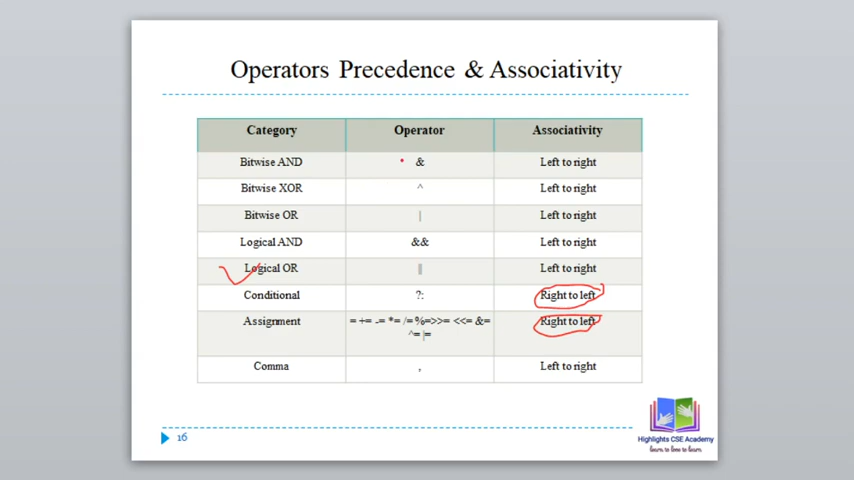 Operators Precedence & Associativity
Category Operator Associativity
Bitwise AND & Left to right
Bitwise XOR ^ Left to right
Bitwise OR | Left to right
Logical AND && Left to right
Logical OR || Left to right
Conditional ?: Right to left
Assignment = += -= *= /= %=>>= <<= &= Right to left
^= |=
Comma , Left to right
16
Highlights CSE Academy
learn to love to learn